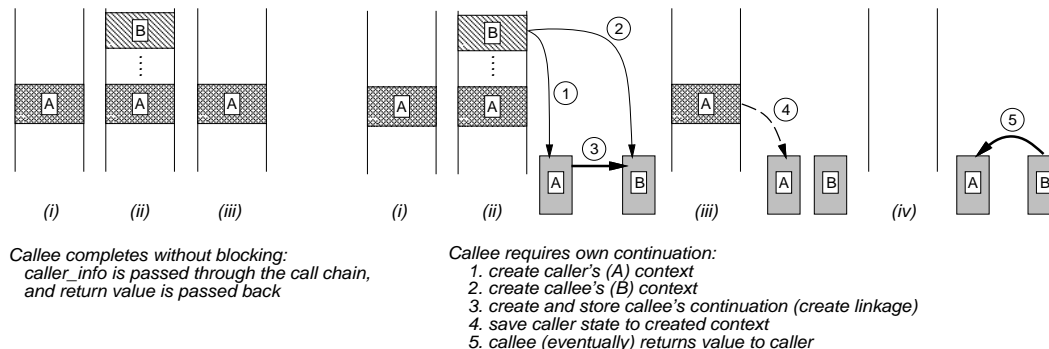 B
B
2
A
A
A
A
A
1
A
4
5
3
A
B
A
B
A
B
(i)
(ii)
(iii)
(i)
(ii)
(iii)
(iv)
Callee completes without blocking:
caller_info is passed through the call chain,
and return value is passed back
Callee requires own continuation:
1. create caller's (A) context
2. create callee's (B) context
3. create and store callee's continuation (create linkage)
4. save caller state to created context
5. callee (eventually) returns value to caller